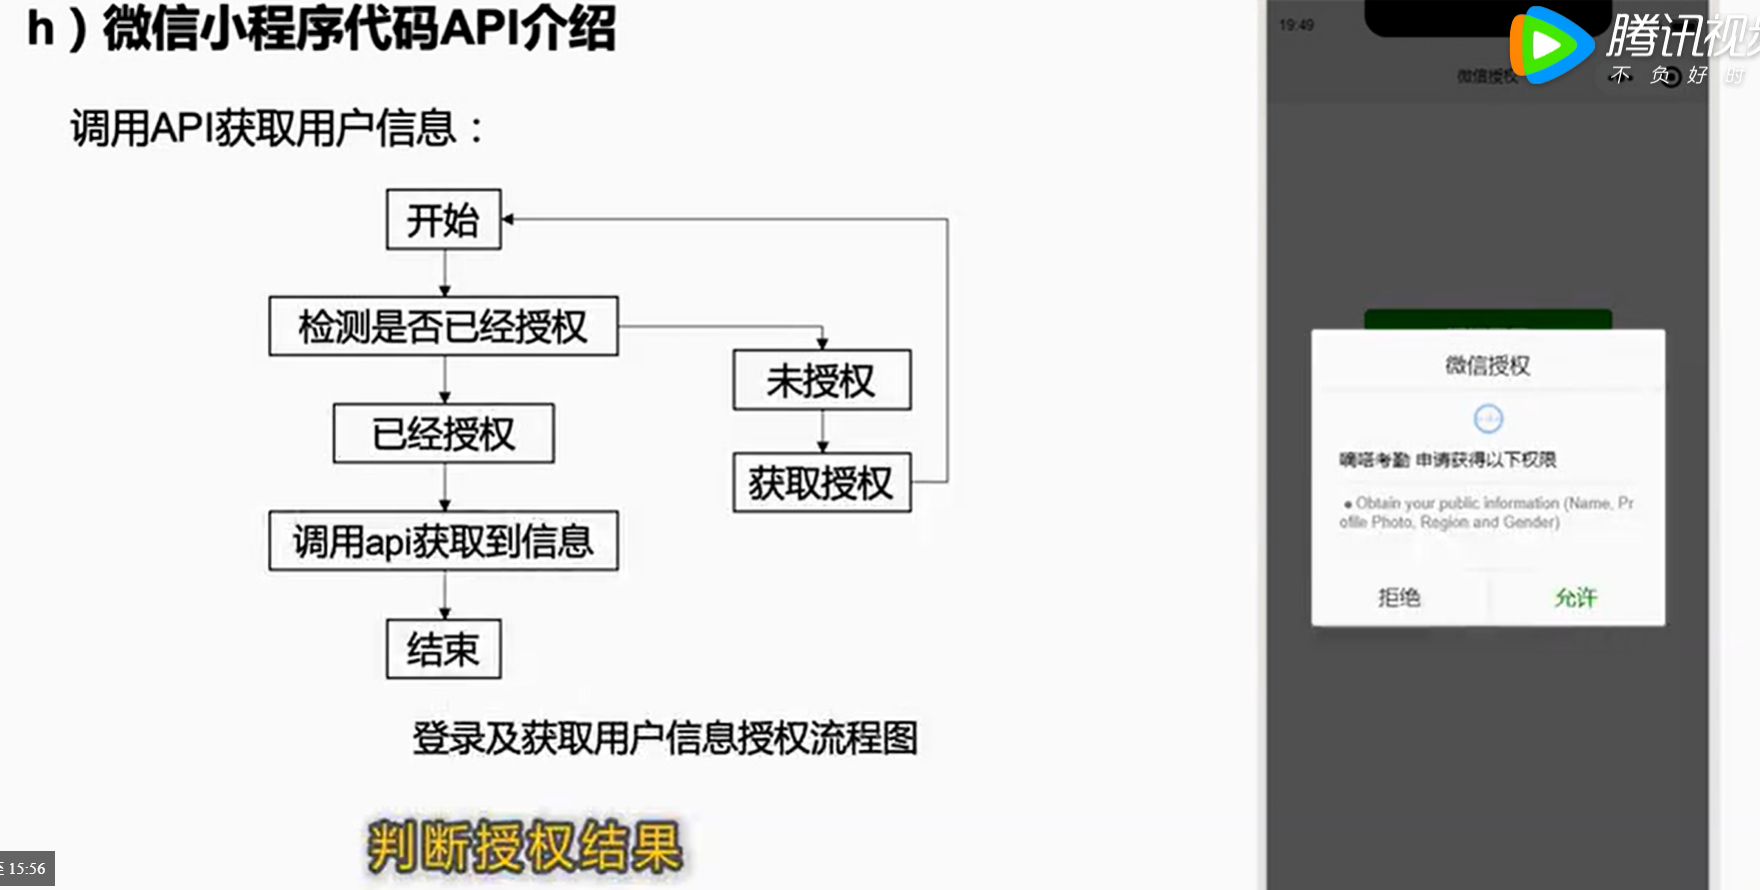 h）微信小程序代码API介绍
调用API获取用户信息：
开始
检测是否已经授权
未授权
已经授权
获取授权
调用api获取到信息
结束
登录及获取用户信息授权流程图
判断授权结果
15:56
19:49
腾讯视
不负好时
微信授权
微信授权
嘀嗒考勤 申请获得以下权限
● Obtain your public information (Name, Pr
ofile Photo, Region and Gender)
拒绝
允许